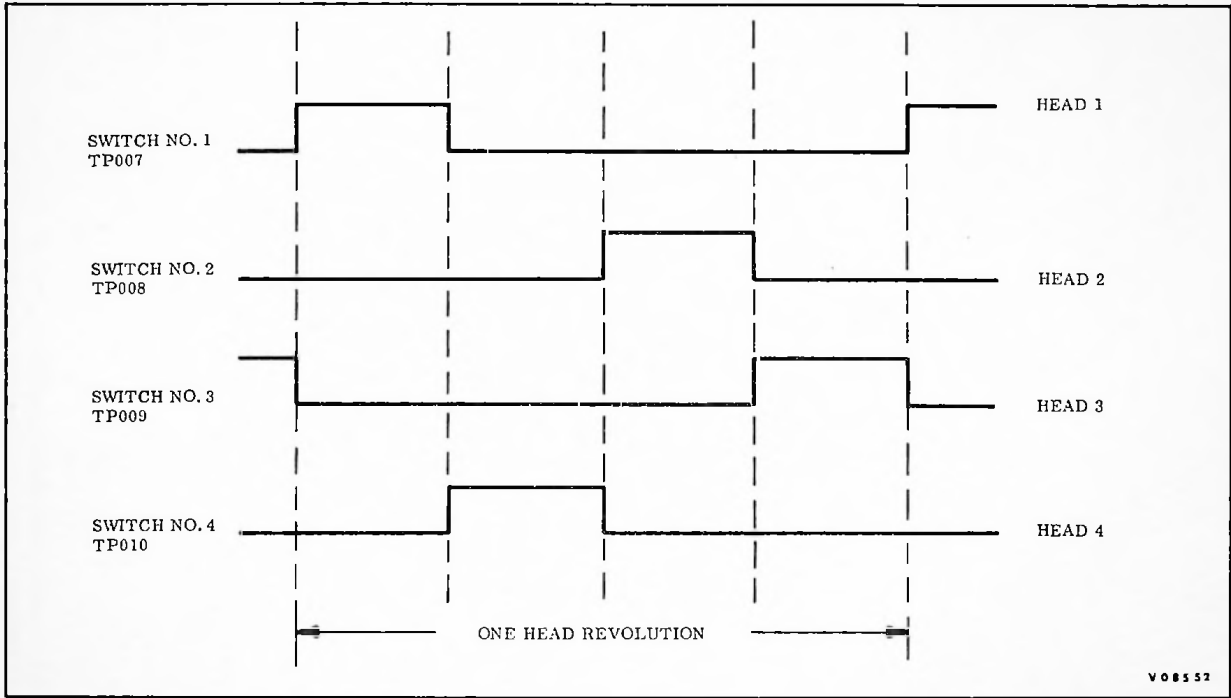 HEAD 1
SWITCH NO. 1
TP007
SWITCH NO. 2
TP008
HEAD 2
SWITCH NO. 3
TP009
HEAD 3
SWITCH NO. 4
TP010
HEAD 4
ONE HEAD REVOLUTION
V08552